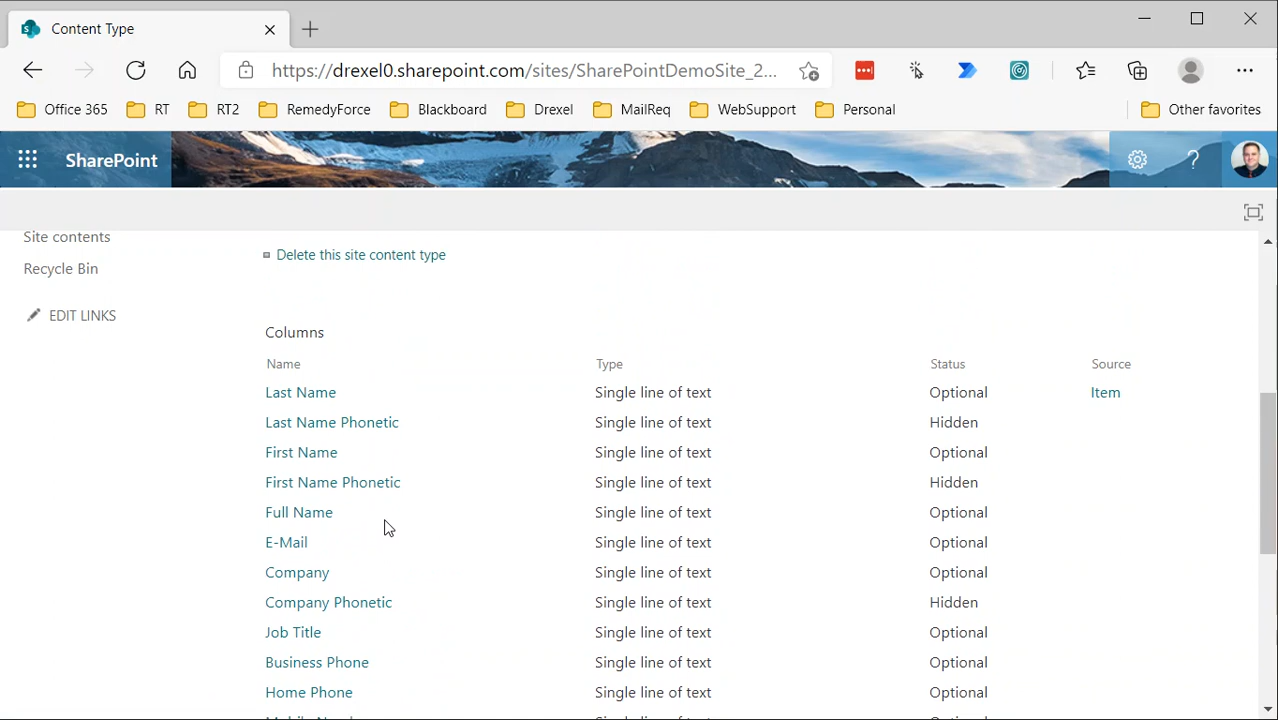 Content Type
https://drexel0.sharepoint.com/sites/SharePointDemoSite_2...
Office 365 RT RT2 RemedyForce Blackboard Drexel MailReq WebSupport Personal Other favorites
SharePoint ?
Site contents
Recycle Bin
EDIT LINKS
Delete this site content type
Columns
Name Type Status Source
Last Name Single line of text Optional Item
Last Name Phonetic Single line of text Hidden
First Name Single line of text Optional
First Name Phonetic Single line of text Hidden
Full Name Single line of text Optional
E-Mail Single line of text Optional
Company Single line of text Optional
Company Phonetic Single line of text Hidden
Job Title Single line of text Optional
Business Phone Single line of text Optional
Home Phone Single line of text Optional